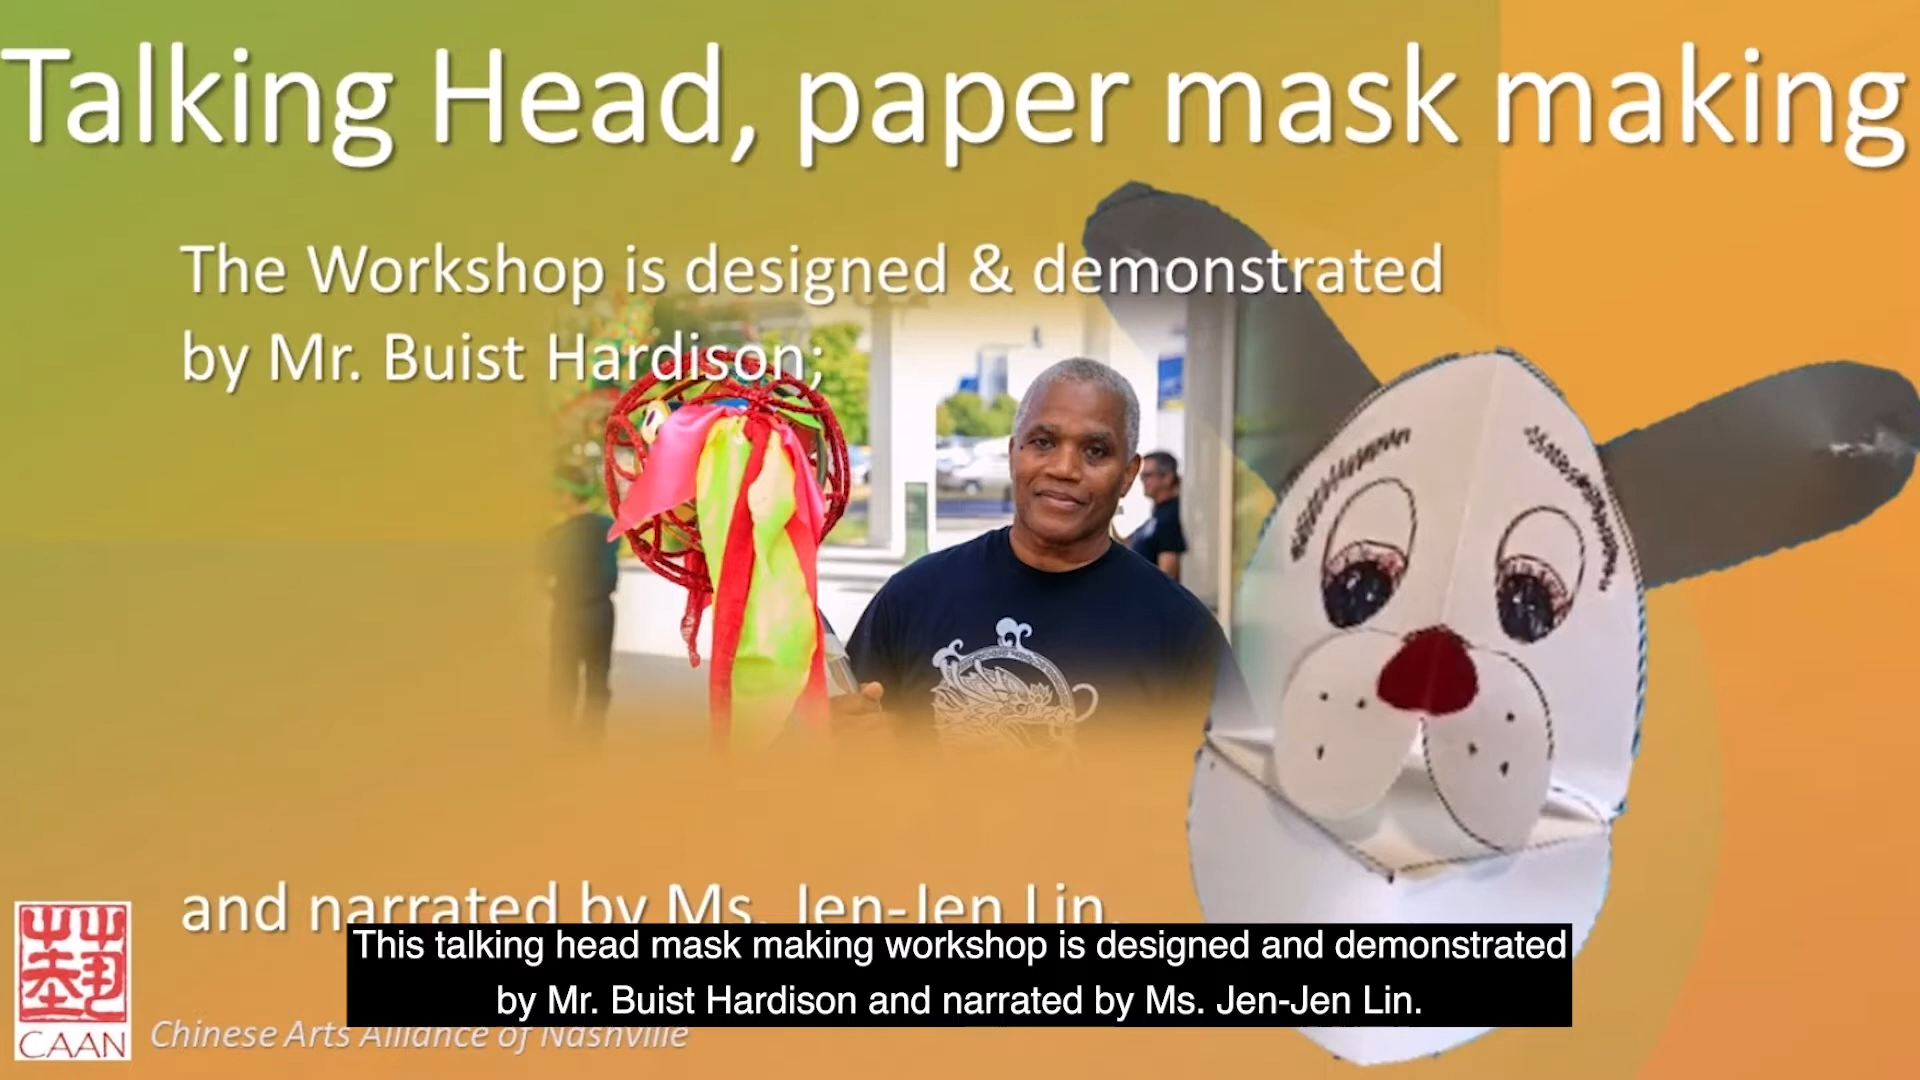 Talking Head, paper mask making
The Workshop is designed & demonstrated
by Mr. Buist Hardison;
and narrated by Ms. Jen-Jen Lin.
This talking head mask making workshop is designed and demonstrated
by Mr. Buist Hardison and narrated by Ms. Jen-Jen Lin.
藝
CAAN
Chinese Arts Alliance of Nashville